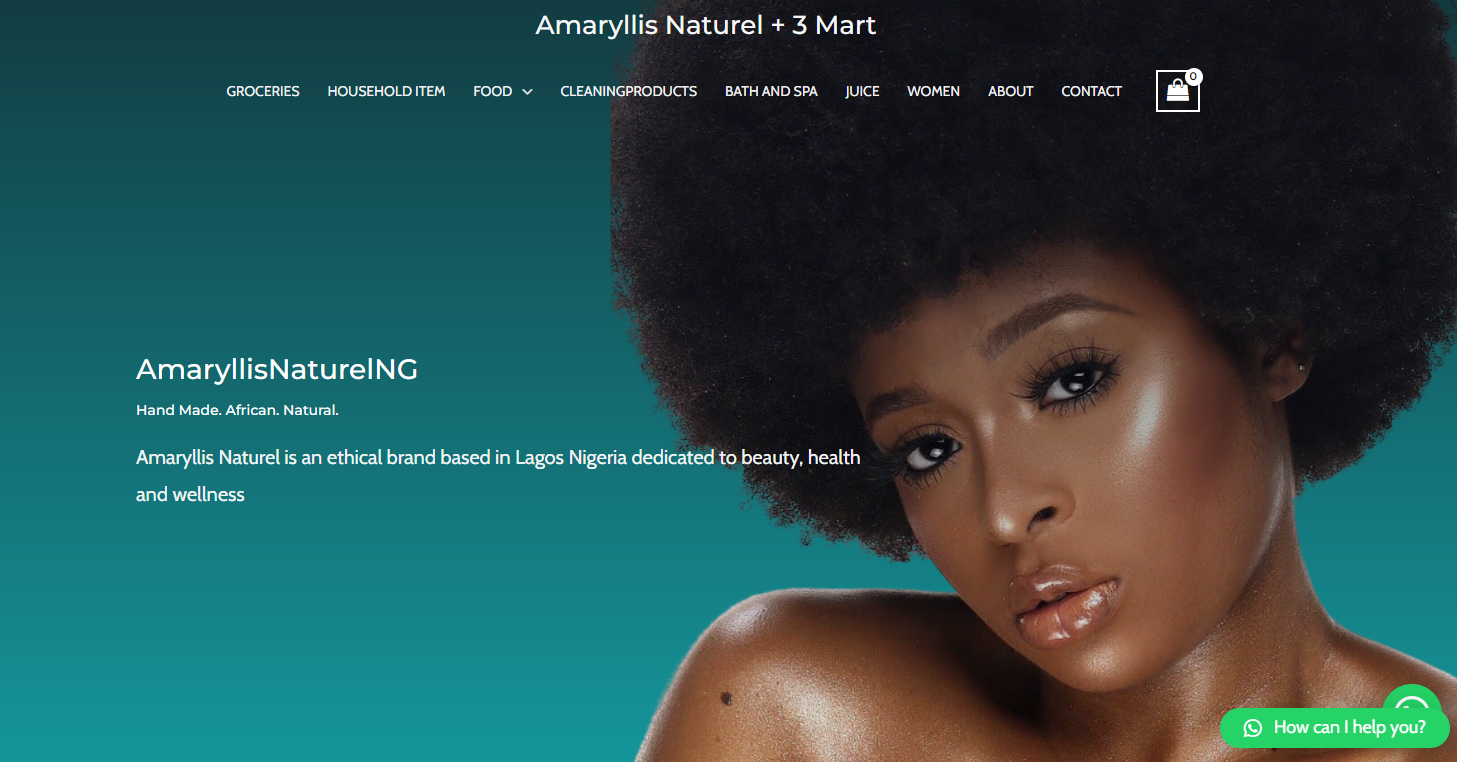 Amaryllis Naturel + 3 Mart
GROCERIES HOUSEHOLD ITEM FOOD CLEANINGPRODUCTS BATH AND SPA JUICE WOMEN ABOUT CONTACT 0
AmaryllisNaturelNG
Hand Made. African. Natural.
Amaryllis Naturel is an ethical brand based in Lagos Nigeria dedicated to beauty, health
and wellness
How can I help you?